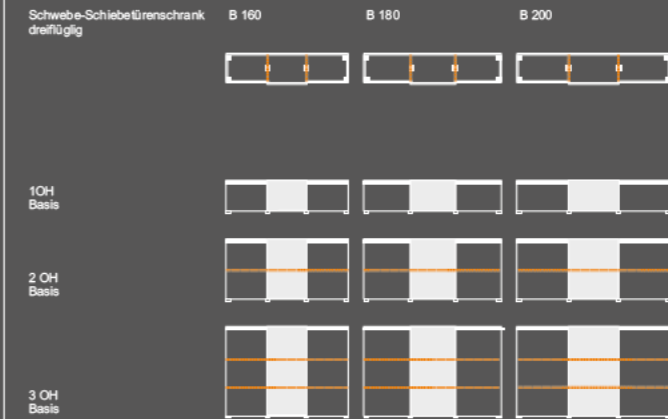 Schwebe-Schiebetürenschrank
dreiflüglig
B 160
B 180
B 200
1OH
Basis
2 OH
Basis
3 OH
Basis